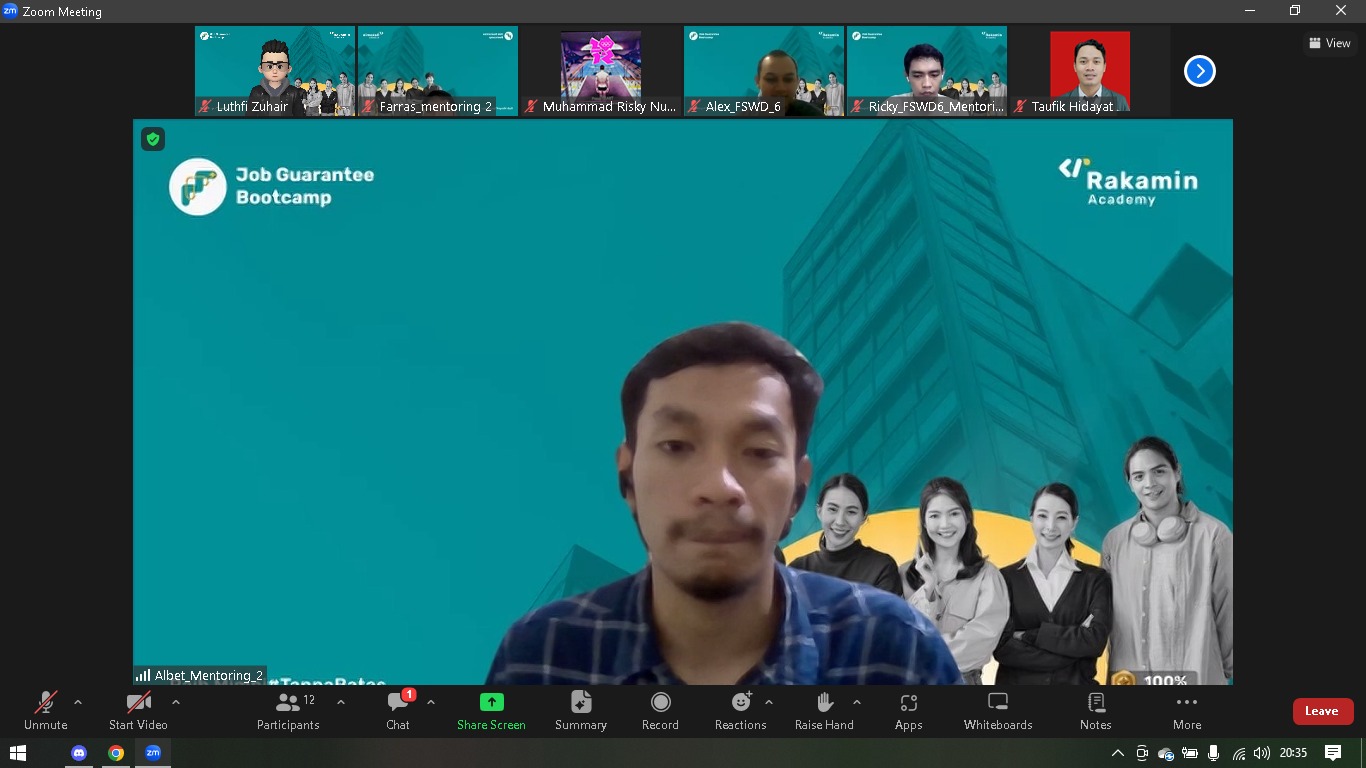 Zoom Meeting
View
Luthfi Zuhair
Farras_mentoring 2
Muhammad Risky Nu...
Alex_FSWD_6
Ricky_FSWD6_Mentori...
Taufik Hidayat
Job Guarantee
Bootcamp
Rakamin
Academy
100%
Albet_Mentoring_2
Unmute
Start Video
12
Participants
1
Chat
Share Screen
Summary
Record
Reactions
Raise Hand
Apps
Whiteboards
Notes
More
Leave
zm
20:35